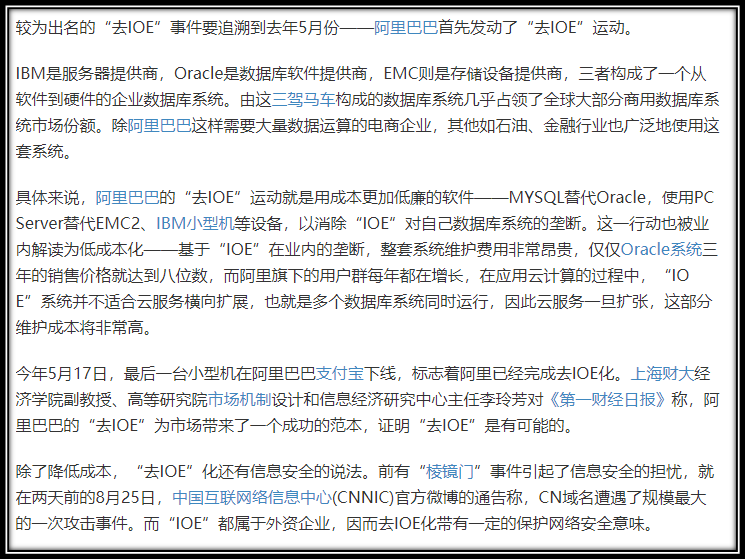 较为出名的“去IOE”事件要追溯到去年5月份——阿里巴巴首先发动了“去IOE”运动。
IBM是服务器提供商，Oracle是数据库软件提供商，EMC则是存储设备提供商，三者构成了一个从
软件到硬件的企业数据库系统。由这三驾马车构成的数据库系统几乎占领了全球大部分商用数据库系
统市场份额。除阿里巴巴这样需要大量数据运算的电商企业，其他如石油、金融行业也广泛地使用这
套系统。
具体来说，阿里巴巴的“去IOE”运动就是用成本更加低廉的软件——MYSQL替代Oracle，使用PC
Server替代EMC2、IBM小型机等设备，以消除“IOE”对自己数据库系统的垄断。这一行动也被业
内解读为低成本化——基于“IOE”在业内的垄断，整套系统维护费用非常昂贵，仅仅Oracle系统三
年的销售价格就达到八位数，而阿里旗下的用户群每年都在增长，在应用云计算的过程中，“IO
E”系统并不适合云服务横向扩展，也就是多个数据库系统同时运行，因此云服务一旦扩张，这部分
维护成本将非常高。
今年5月17日，最后一台小型机在阿里巴巴支付宝下线，标志着阿里已经完成去IOE化。上海财大经
济学院副教授、高等研究院市场机制设计和信息经济研究中心主任李玲芳对《第一财经日报》称，阿
里巴巴的“去IOE”为市场带来了一个成功的范本，证明“去IOE”是有可能的。
除了降低成本，“去IOE”化还有信息安全的说法。前有“棱镜门”事件引起了信息安全的担忧，就
在两天前的8月25日，中国互联网络信息中心(CNNIC)官方微博的通告称，CN域名遭遇了规模最大
的一次攻击事件。而“IOE”都属于外资企业，因而去IOE化带有一定的保护网络安全意味。